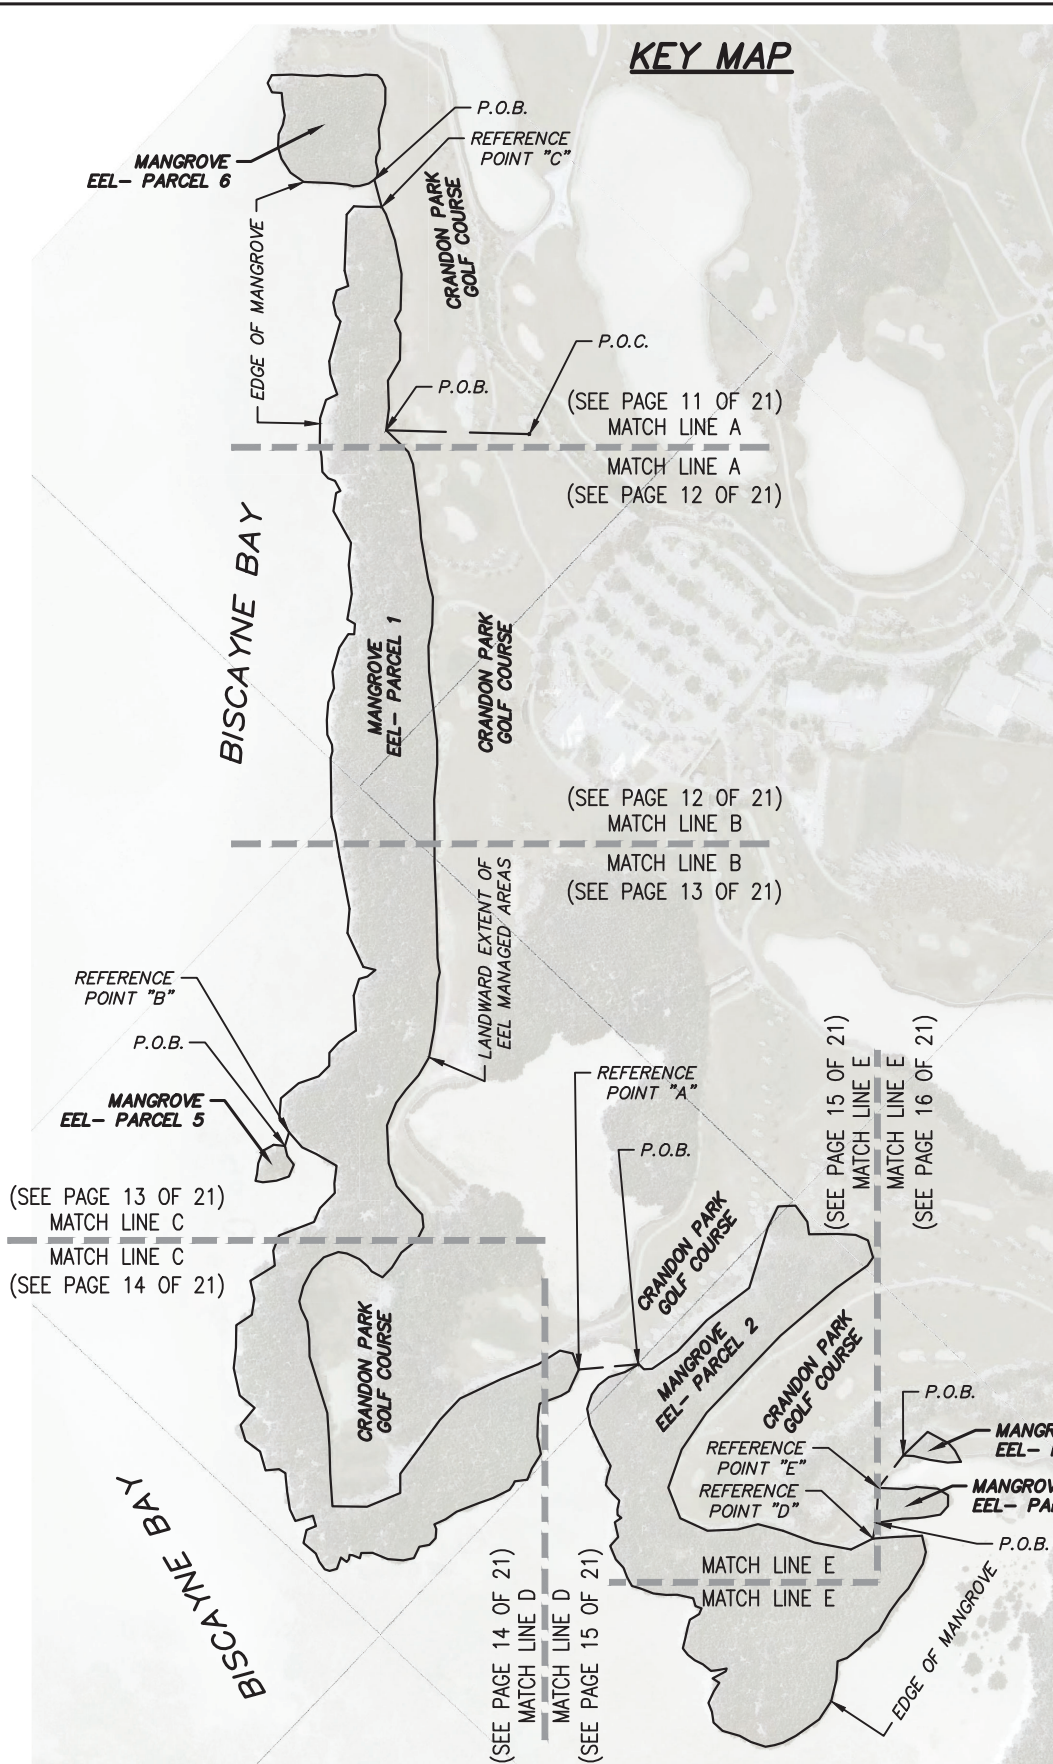 KEY MAP
P.O.B.
REFERENCE
POINT "C"
MANGROVE
EEL- PARCEL 6
CRANDON PARK
GOLF COURSE
EDGE OF MANGROVE
P.O.C.
P.O.B.
(SEE PAGE 11 OF 21)
MATCH LINE A
MATCH LINE A
(SEE PAGE 12 OF 21)
BISCAYNE BAY
MANGROVE
EEL- PARCEL 1
CRANDON PARK
GOLF COURSE
(SEE PAGE 12 OF 21)
MATCH LINE B
MATCH LINE B
(SEE PAGE 13 OF 21)
LANDWARD EXTENT OF
EEL MANAGED AREAS
REFERENCE
POINT "B"
P.O.B.
MANGROVE
EEL- PARCEL 5
REFERENCE
POINT "A"
P.O.B.
(SEE PAGE 15 OF 21)
MATCH LINE E
MATCH LINE E
(SEE PAGE 16 OF 21)
(SEE PAGE 13 OF 21)
MATCH LINE C
MATCH LINE C
(SEE PAGE 14 OF 21)
CRANDON PARK
GOLF COURSE
CRANDON PARK
GOLF COURSE
MANGROVE
EEL- PARCEL 2
CRANDON PARK
GOLF COURSE
P.O.B.
MANGR
EEL-
REFERENCE
POINT "E"
REFERENCE
POINT "D"
MANGROV
EEL- PA
P.O.B.
BISCAYNE BAY
(SEE PAGE 14 OF 21)
MATCH LINE D
MATCH LINE D
(SEE PAGE 15 OF 21)
MATCH LINE E
MATCH LINE E
EDGE OF MANGROVE